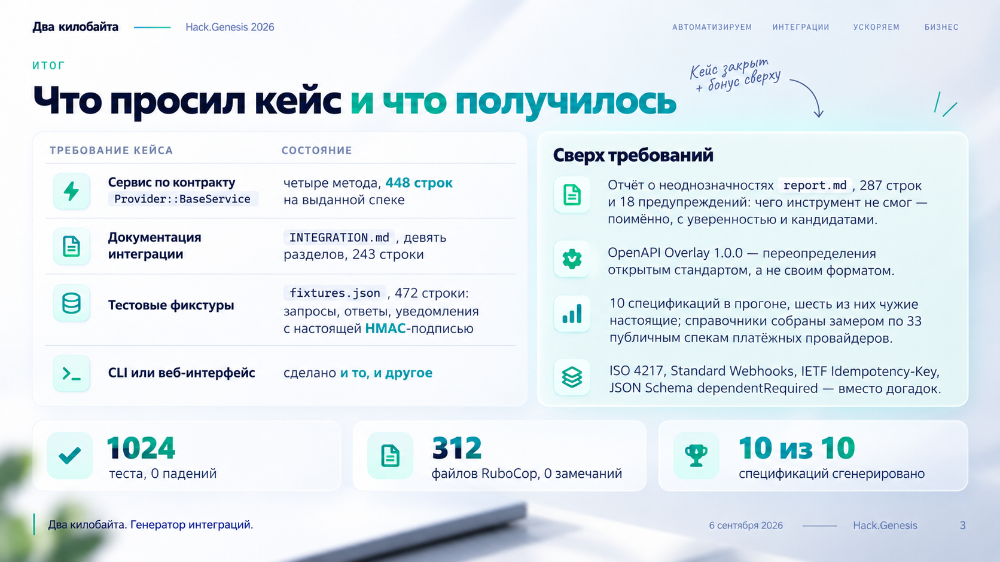 Два килобайта
Hack.Genesis 2026
АВТОМАТИЗИРУЕМ ИНТЕГРАЦИИ УСКОРЯЕМ БИЗНЕС
ИТОГ
Что просил кейс и что получилось
Кейс закрыт
+ бонус сверху
ТРЕБОВАНИЕ КЕЙСА
СОСТОЯНИЕ
Сервис по контракту
Provider::BaseService
четыре метода, 448 строк
на выданной спеке
Документация
интеграции
INTEGRATION.md , девять
разделов, 243 строки
Тестовые фикстуры
fixtures.json , 472 строки:
запросы, ответы, уведомления
с настоящей HMAC-подписью
CLI или веб-интерфейс
сделано и то, и другое
Сверх требований
Отчёт о неоднозначностях report.md , 287 строк
и 18 предупреждений: чего инструмент не смог —
поимённо, с уверенностью и кандидатами.
OpenAPI Overlay 1.0.0 — переопределения
открытым стандартом, а не своим форматом.
10 спецификаций в прогоне, шесть из них чужие
настоящие; справочники собраны замером по 33
публичным спекам платёжных провайдеров.
ISO 4217, Standard Webhooks, IETF Idempotency-Key,
JSON Schema dependentRequired — вместо догадок.
1024
теста, 0 падений
312
файлов RuboCop, 0 замечаний
10 из 10
спецификаций сгенерировано
Два килобайта. Генератор интеграций.
6 сентября 2026
Hack.Genesis
3